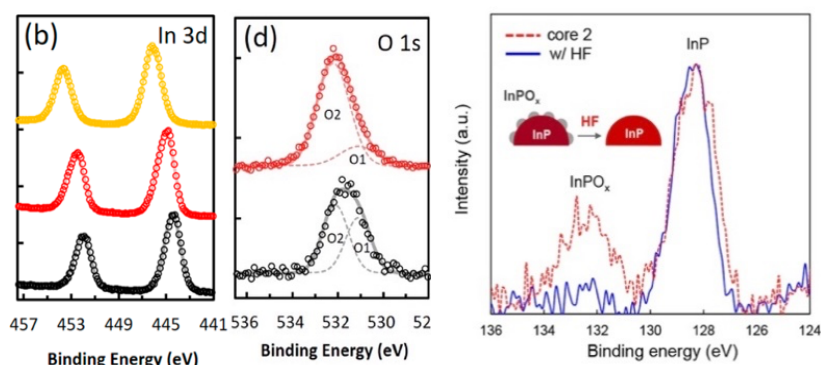 (b) In 3d
457 453 449 445 441
Binding Energy (eV)
(d) O 1s
O2
O1
O2 O1
536 534 532 530 52
Binding Energy (eV)
core 2
w/ HF
InP
InPOₓ
HF
InP
InP
InPOₓ
Intensity (a.u.)
136 134 132 130 128 126 124
Binding energy (eV)